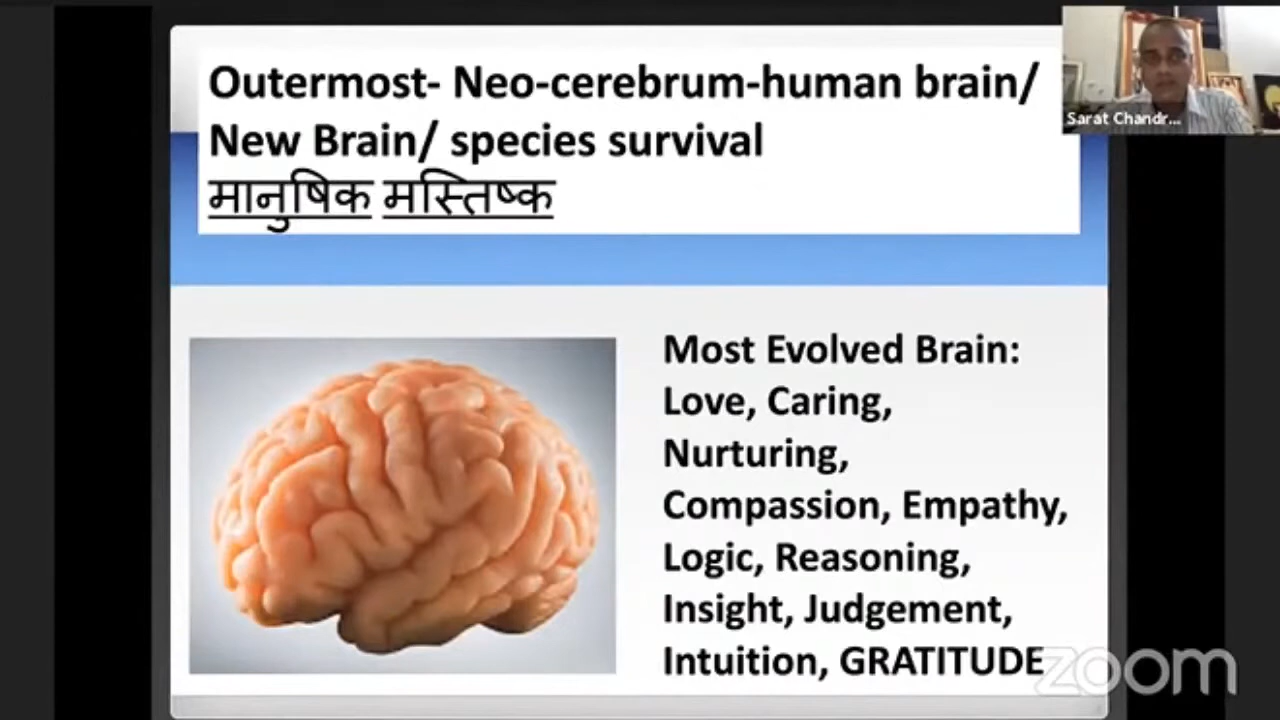 Outermost- Neo-cerebrum-human brain/
New Brain/ species survival
मानुषिक मस्तिष्क
Sarat Chandr...
Most Evolved Brain:
Love, Caring,
Nurturing,
Compassion, Empathy,
Logic, Reasoning,
Insight, Judgement,
Intuition, GRATITUDE
zoom